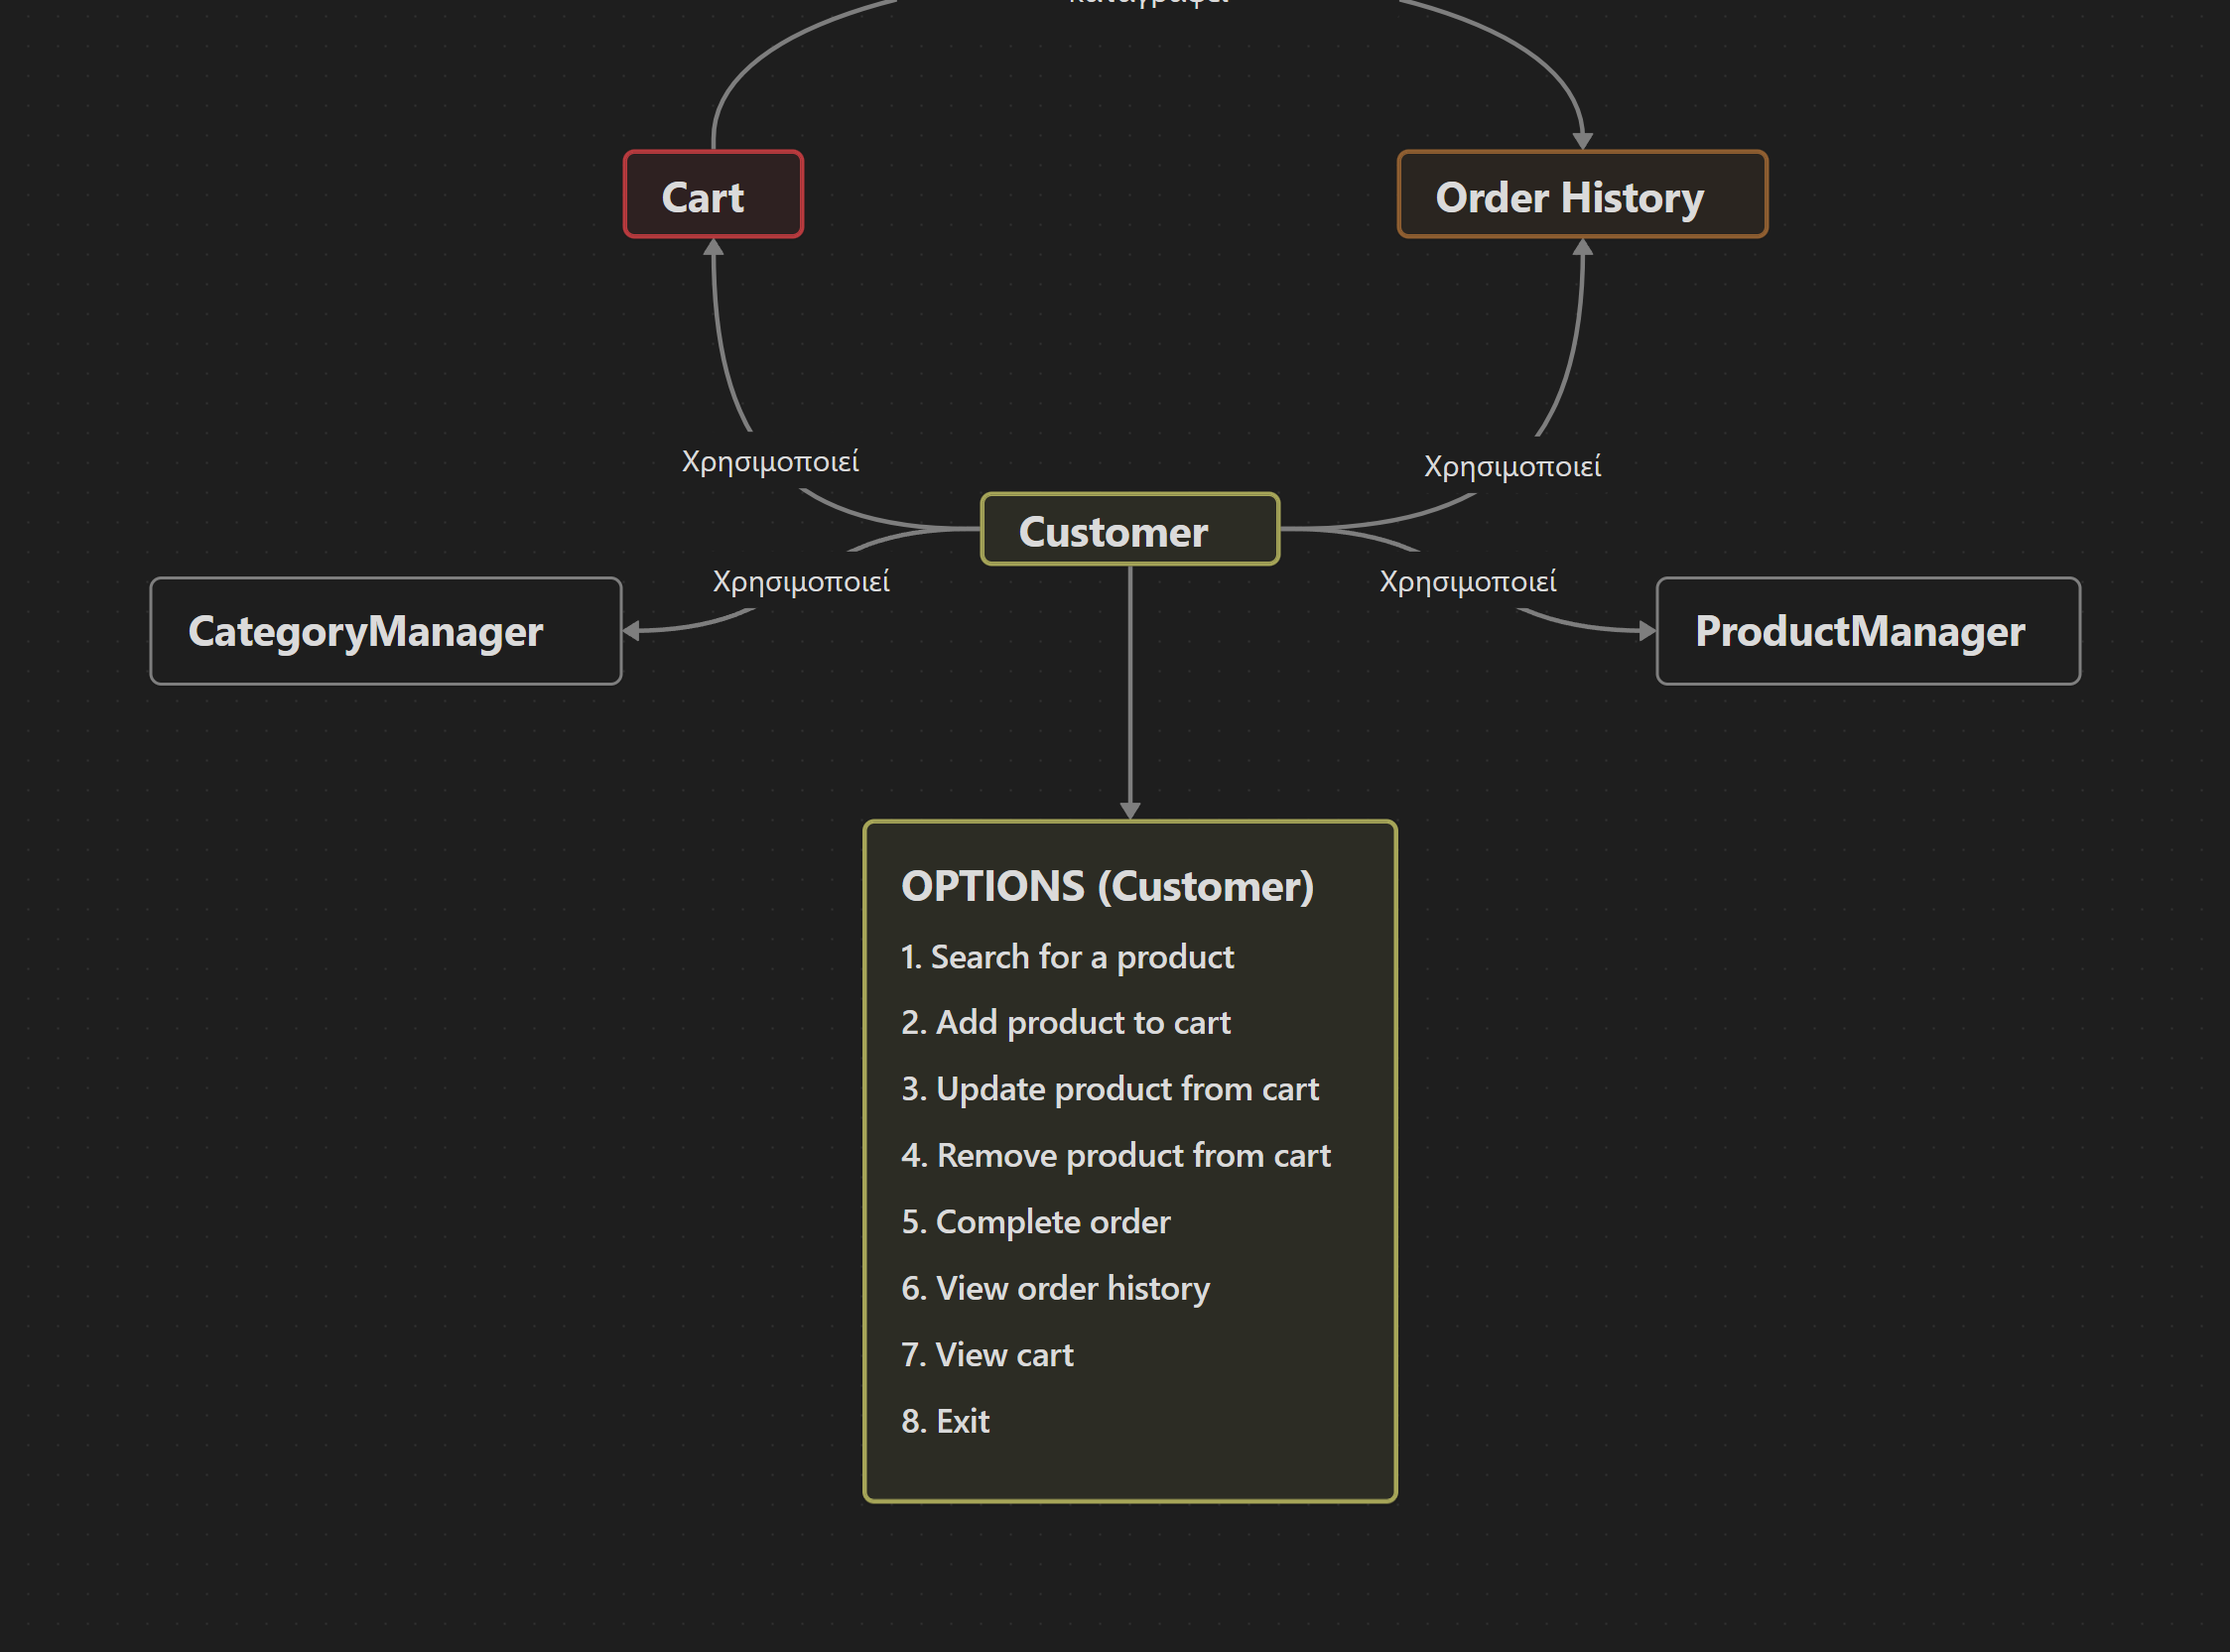 Cart
Order History
Χρησιμοποιεί
Χρησιμοποιεί
Customer
Χρησιμοποιεί
Χρησιμοποιεί
CategoryManager
ProductManager
OPTIONS (Customer)
1. Search for a product
2. Add product to cart
3. Update product from cart
4. Remove product from cart
5. Complete order
6. View order history
7. View cart
8. Exit